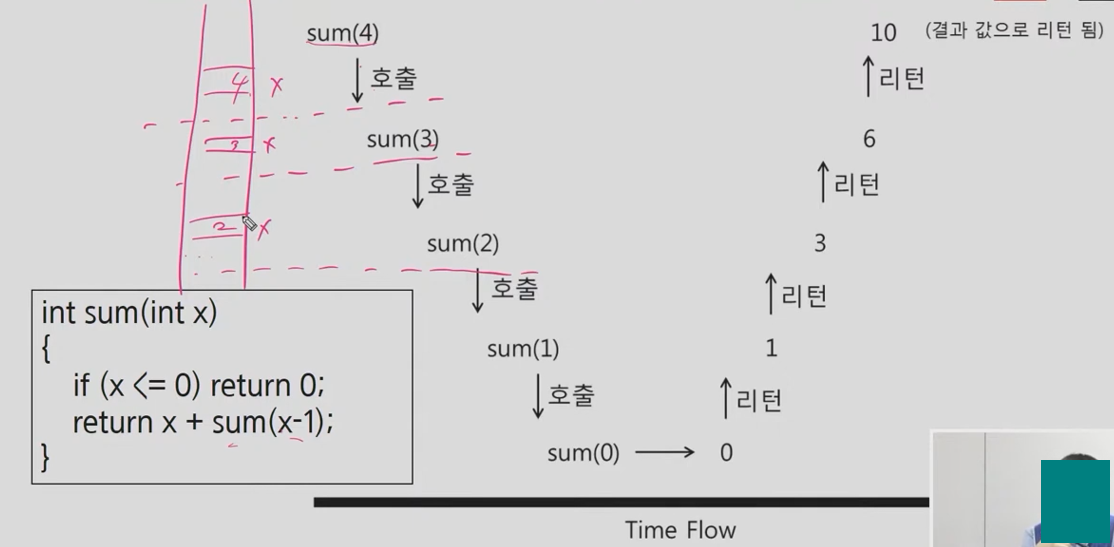 sum(4)
호출
4 x
sum(3)
3 x
호출
sum(2)
2 x
호출
sum(1)
호출
sum(0)
0
리턴
1
리턴
3
리턴
6
리턴
10 (결과 값으로 리턴 됨)
int sum(int x)
{
if (x <= 0) return 0;
return x + sum(x-1);
}
Time Flow